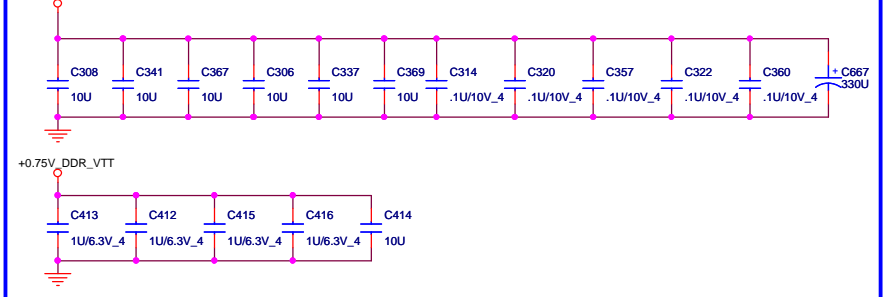 C308 C341 C367 C306 C337 C369 C314 C320 C357 C322 C360 + C667
10U 10U 10U 10U 10U 10U .1U/10V_4 .1U/10V_4 .1U/10V_4 .1U/10V_4 .1U/10V_4 330U
+0.75V_DDR_VTT
C413 C412 C415 C416 C414
1U/6.3V_4 1U/6.3V_4 1U/6.3V_4 1U/6.3V_4 10U